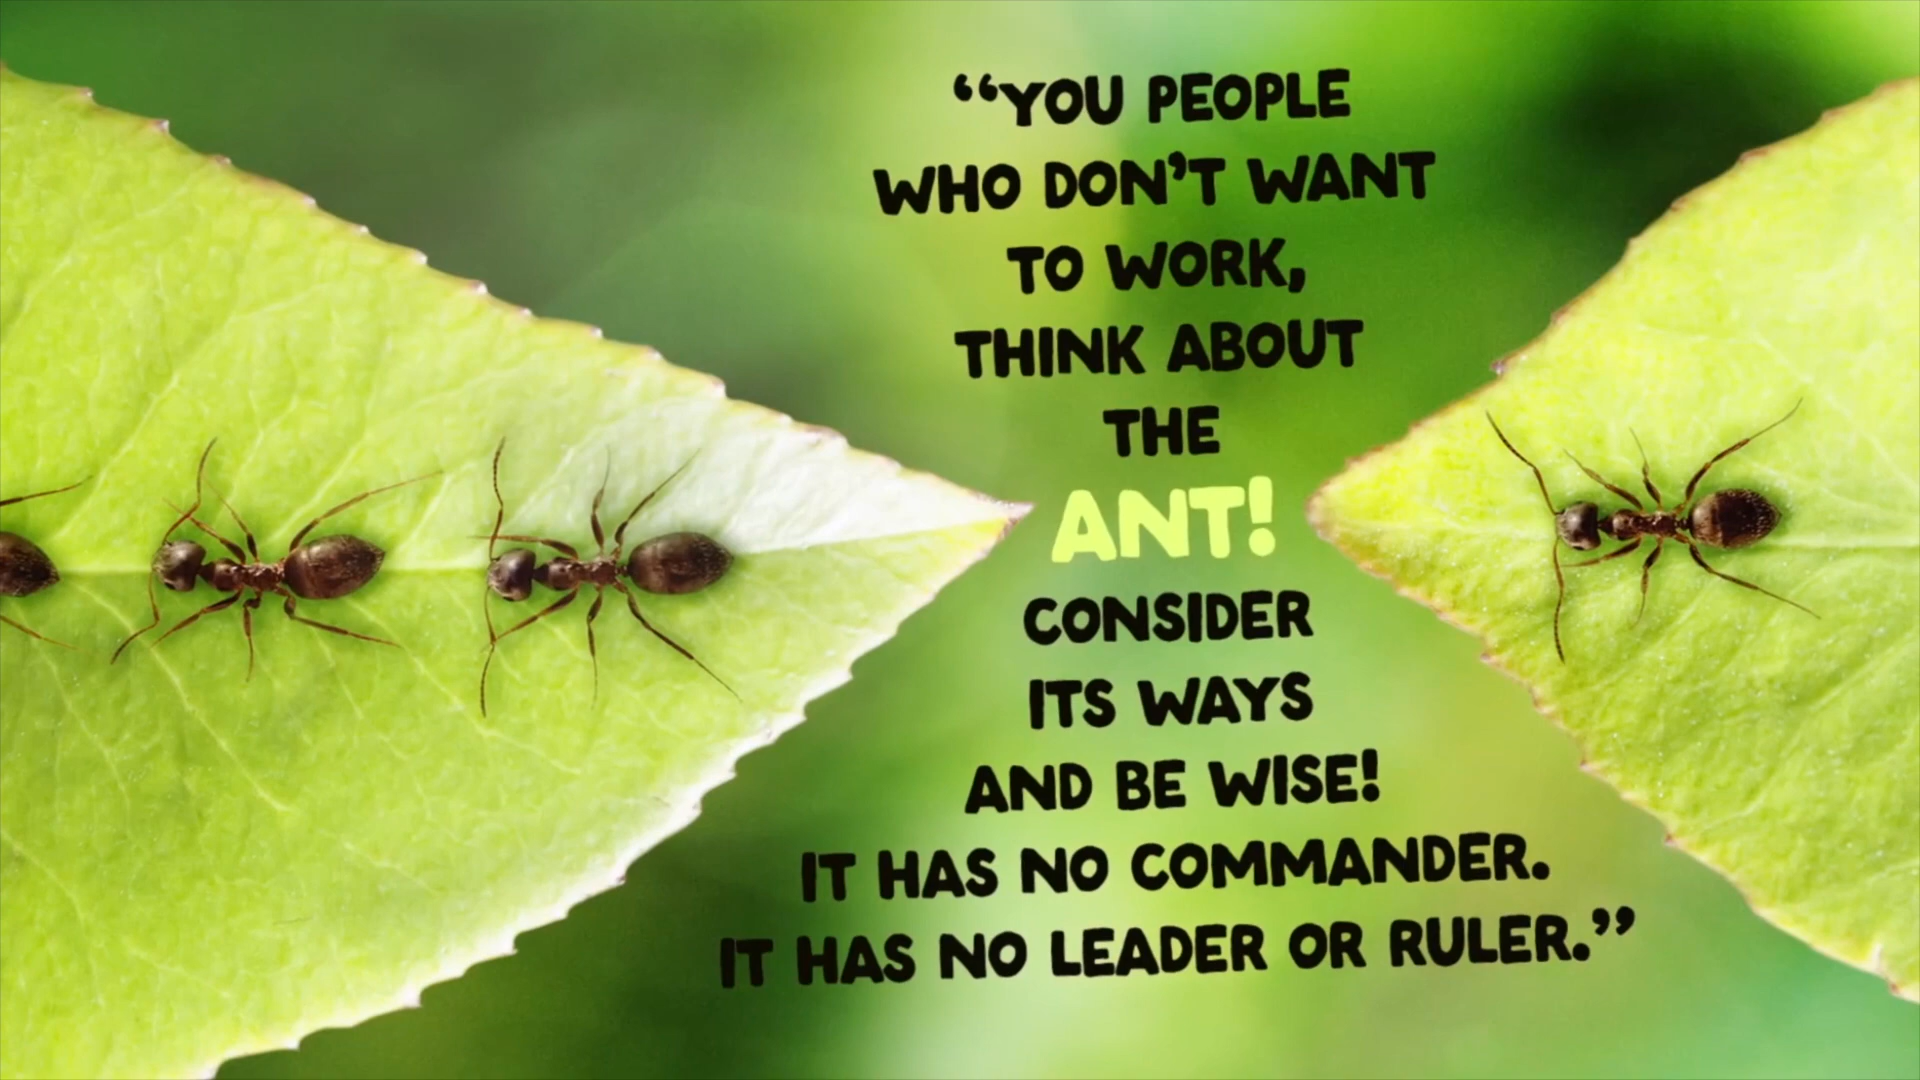 “YOU PEOPLE
WHO DON’T WANT
TO WORK,
THINK ABOUT
THE
ANT!
CONSIDER
ITS WAYS
AND BE WISE!
IT HAS NO COMMANDER.
IT HAS NO LEADER OR RULER.”